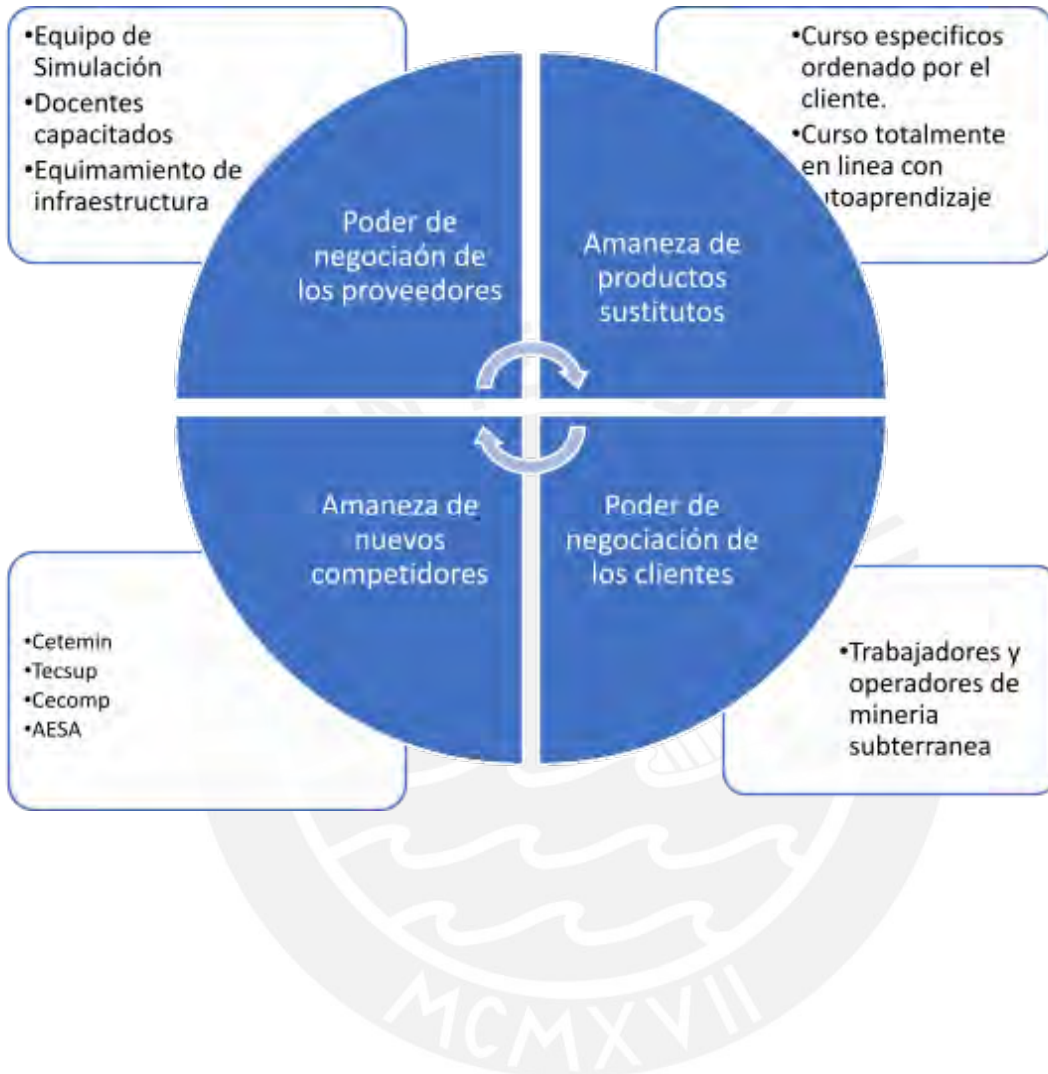 •Equipo de
Simulación
•Docentes
capacitados
•Equimamiento de
infraestructura
Poder de
negociaón de
los proveedores
•Curso especificos
ordenado por el
cliente.
•Curso totalmente
en linea con
utoaprendizaje
Amaneza de
productos
sustitutos
Amaneza de
nuevos
competidores
•Cetemin
•Tecsup
•Cecomp
•AESA
Poder de
negociación de
los clientes
•Trabajadores y
operadores de
mineria
subterranea
MCMXVII